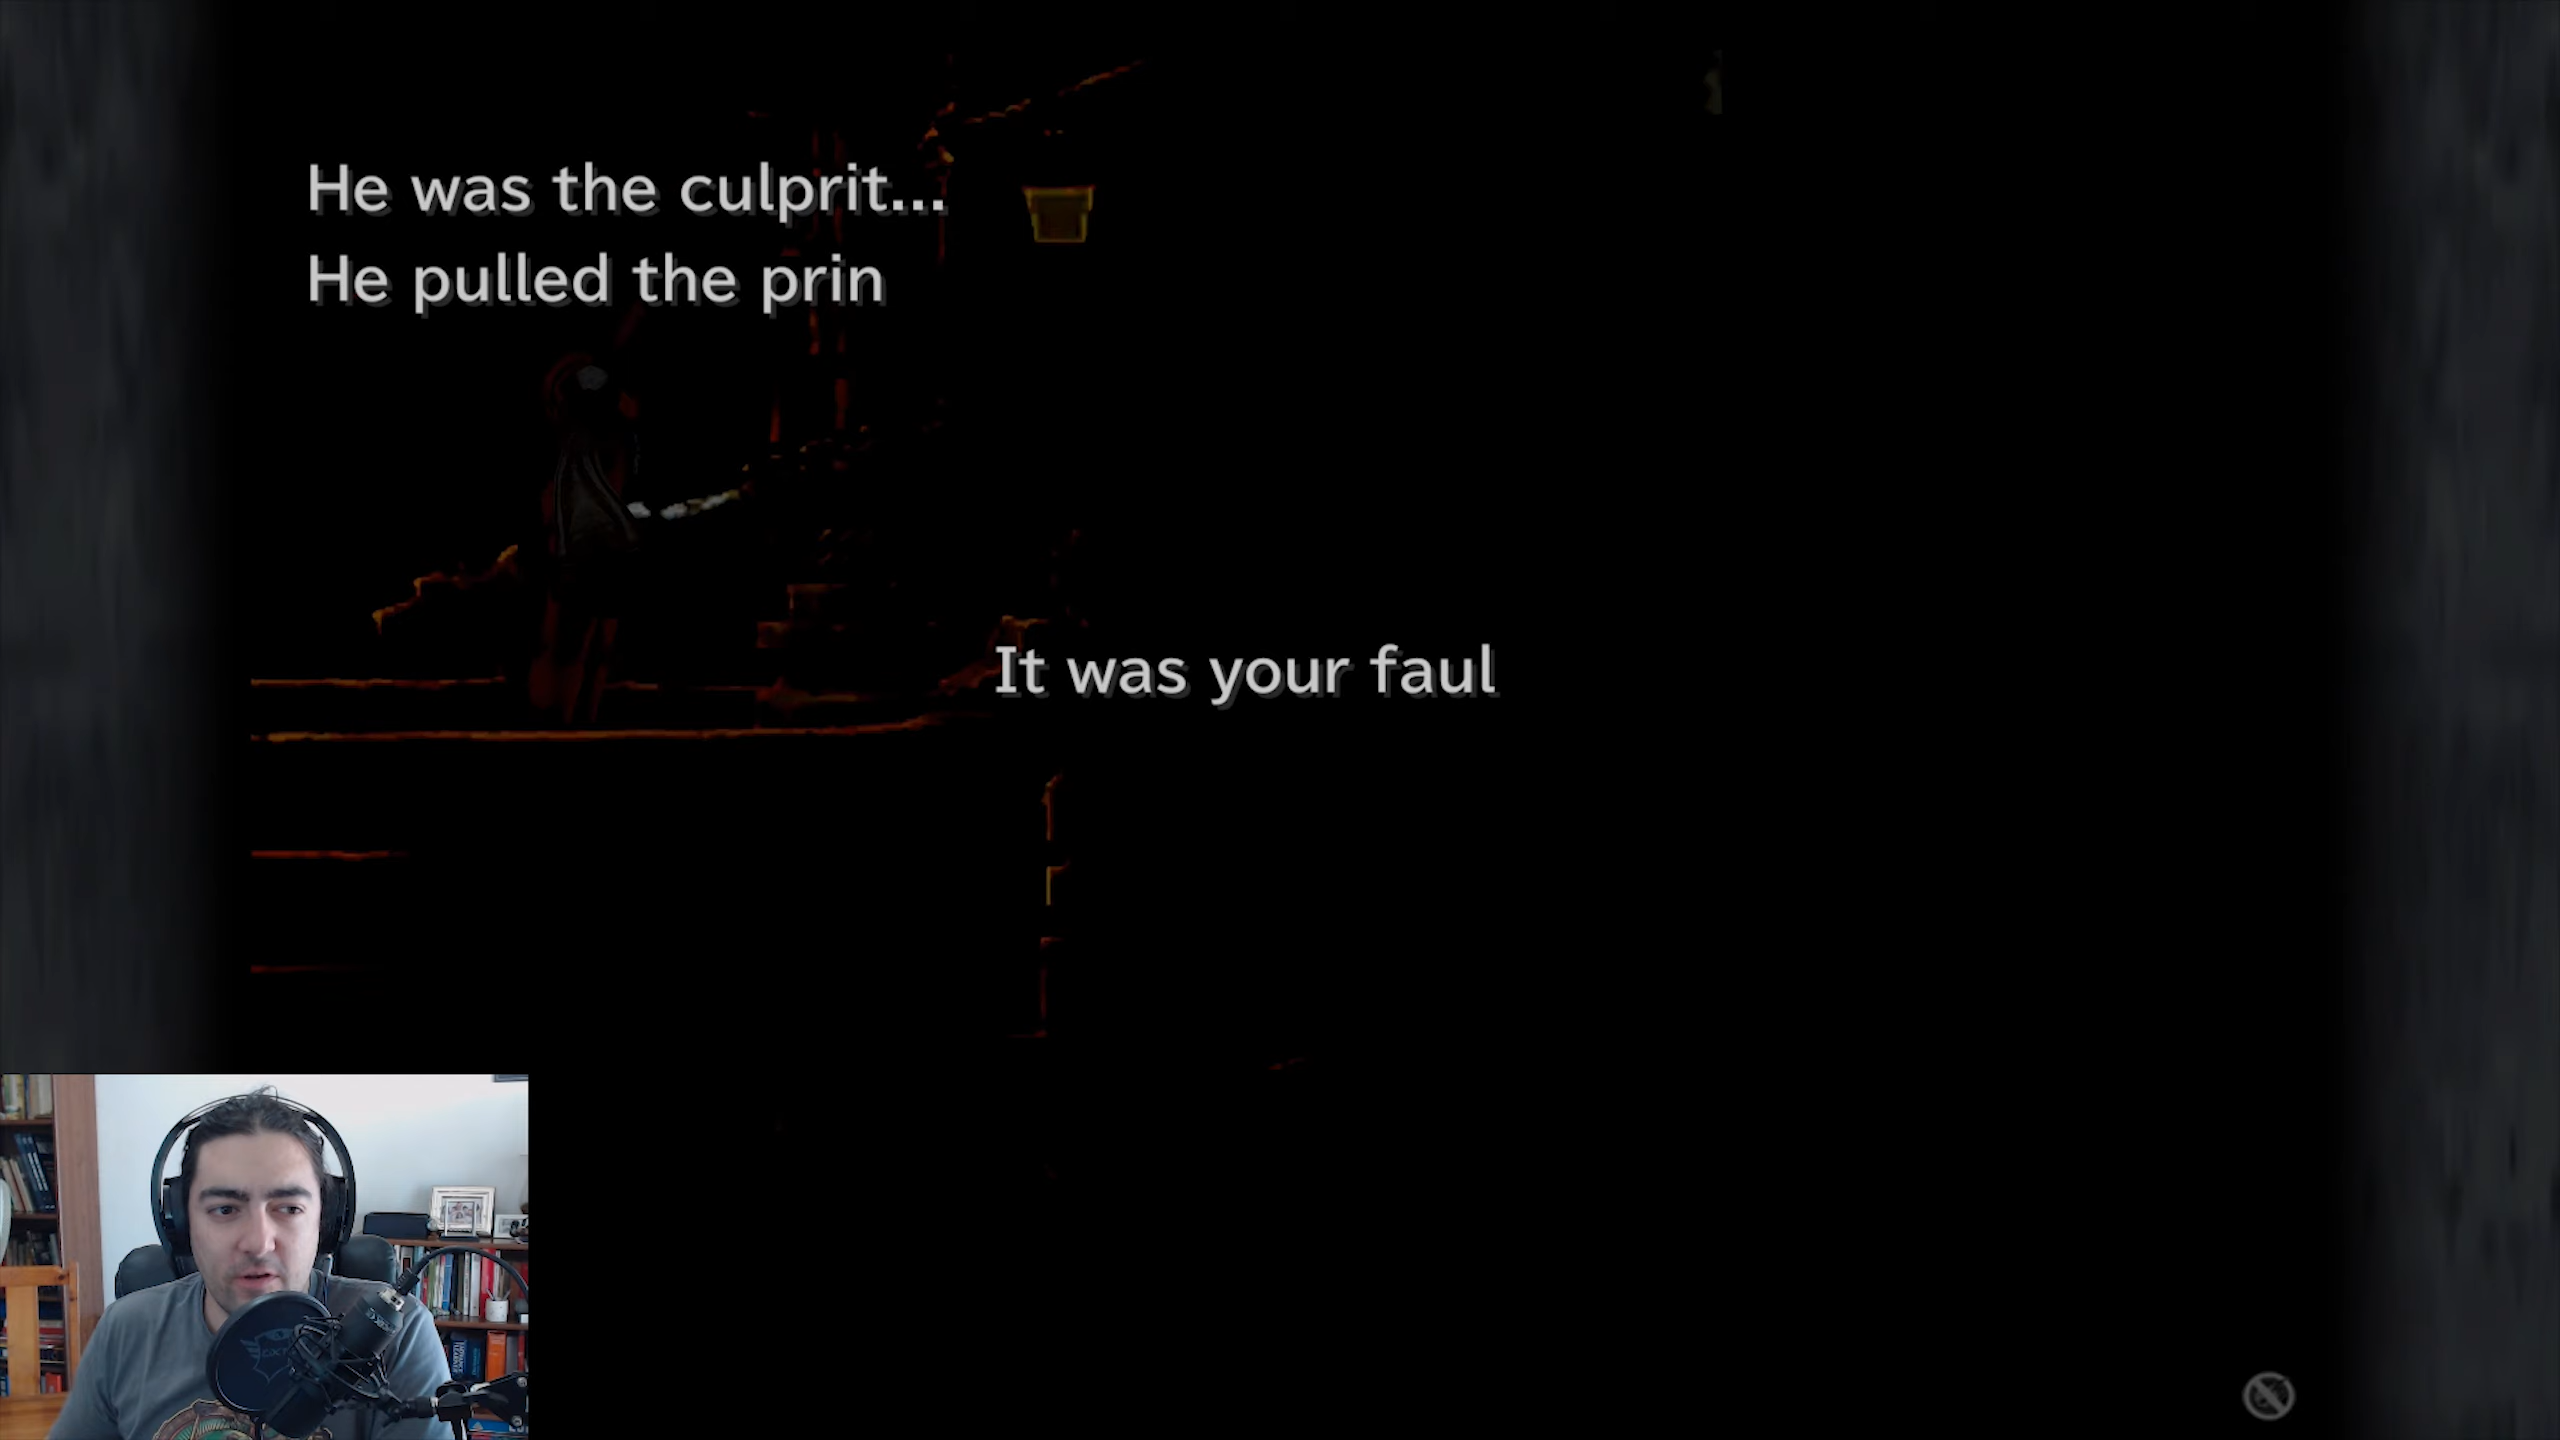 He was the culprit...
He pulled the prin
It was your faul